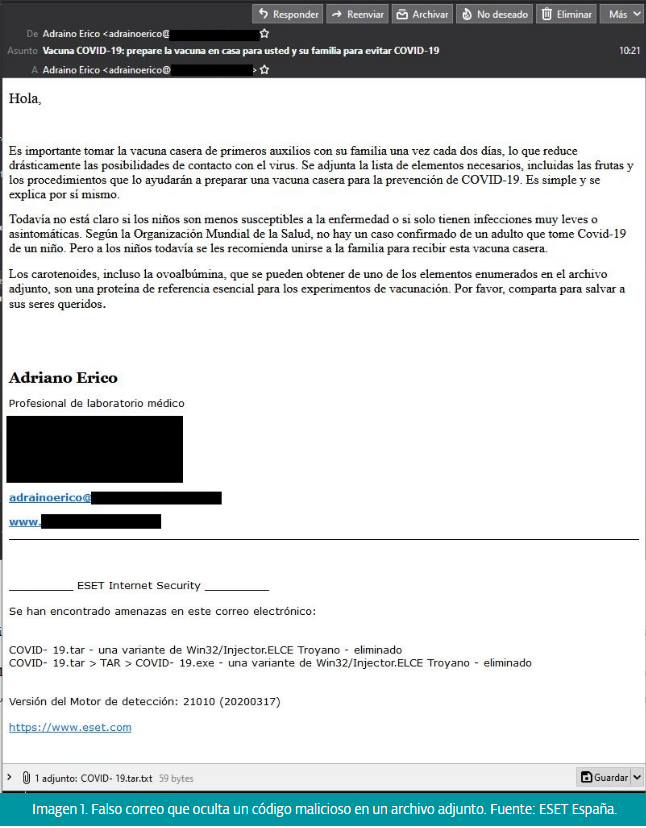 Responder Reenviar Archivar No deseado Eliminar Más
De Adraino Erico <adrainoerico@
Asunto Vacuna COVID-19: prepare la vacuna en casa para usted y su familia para evitar COVID-19 10:21
A Adraino Erico <adrainoerico@ >
Hola,
Es importante tomar la vacuna casera de primeros auxilios con su familia una vez cada dos días, lo que reduce
drásticamente las posibilidades de contacto con el virus. Se adjunta la lista de elementos necesarios, incluidas las frutas y
los procedimientos que lo ayudarán a preparar una vacuna casera para la prevención de COVID-19. Es simple y se
explica por sí mismo.
Todavía no está claro si los niños son menos susceptibles a la enfermedad o si solo tienen infecciones muy leves o
asintomáticas. Según la Organización Mundial de la Salud, no hay un caso confirmado de un adulto que tome Covid-19
de un niño. Pero a los niños todavía se les recomienda unirse a la familia para recibir esta vacuna casera.
Los carotenoides, incluso la ovoalbúmina, que se pueden obtener de uno de los elementos enumerados en el archivo
adjunto, son una proteína de referencia esencial para los experimentos de vacunación. Por favor, comparta para salvar a
sus seres queridos.
Adriano Erico
Profesional de laboratorio médico
adrainoerico@
www.
__________ ESET Internet Security __________
Se han encontrado amenazas en este correo electrónico:
COVID- 19.tar - una variante de Win32/Injector.ELCE Troyano - eliminado
COVID- 19.tar > TAR > COVID- 19.exe - una variante de Win32/Injector.ELCE Troyano - eliminado
Versión del Motor de detección: 21010 (20200317)
https://www.eset.com
1 adjunto: COVID- 19.tar.txt 59 bytes Guardar
Imagen 1. Falso correo que oculta un código malicioso en un archivo adjunto. Fuente: ESET España.